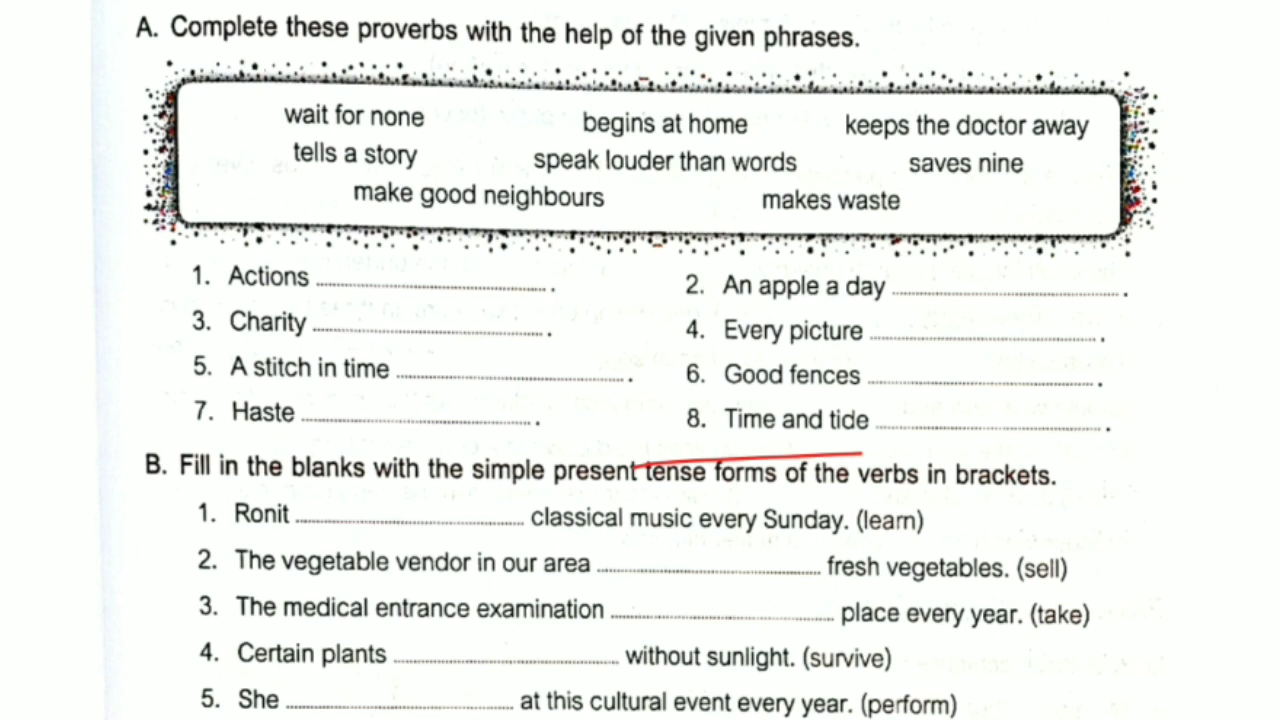 A. Complete these proverbs with the help of the given phrases.
wait for none begins at home keeps the doctor away
tells a story speak louder than words saves nine
make good neighbours makes waste
1. Actions ............................ . 2. An apple a day ............................ .
3. Charity ............................ . 4. Every picture ............................ .
5. A stitch in time ............................ . 6. Good fences ............................ .
7. Haste ............................ . 8. Time and tide ............................ .
B. Fill in the blanks with the simple present tense forms of the verbs in brackets.
1. Ronit ............................ classical music every Sunday. (learn)
2. The vegetable vendor in our area ............................ fresh vegetables. (sell)
3. The medical entrance examination ............................ place every year. (take)
4. Certain plants ............................ without sunlight. (survive)
5. She ............................ at this cultural event every year. (perform)